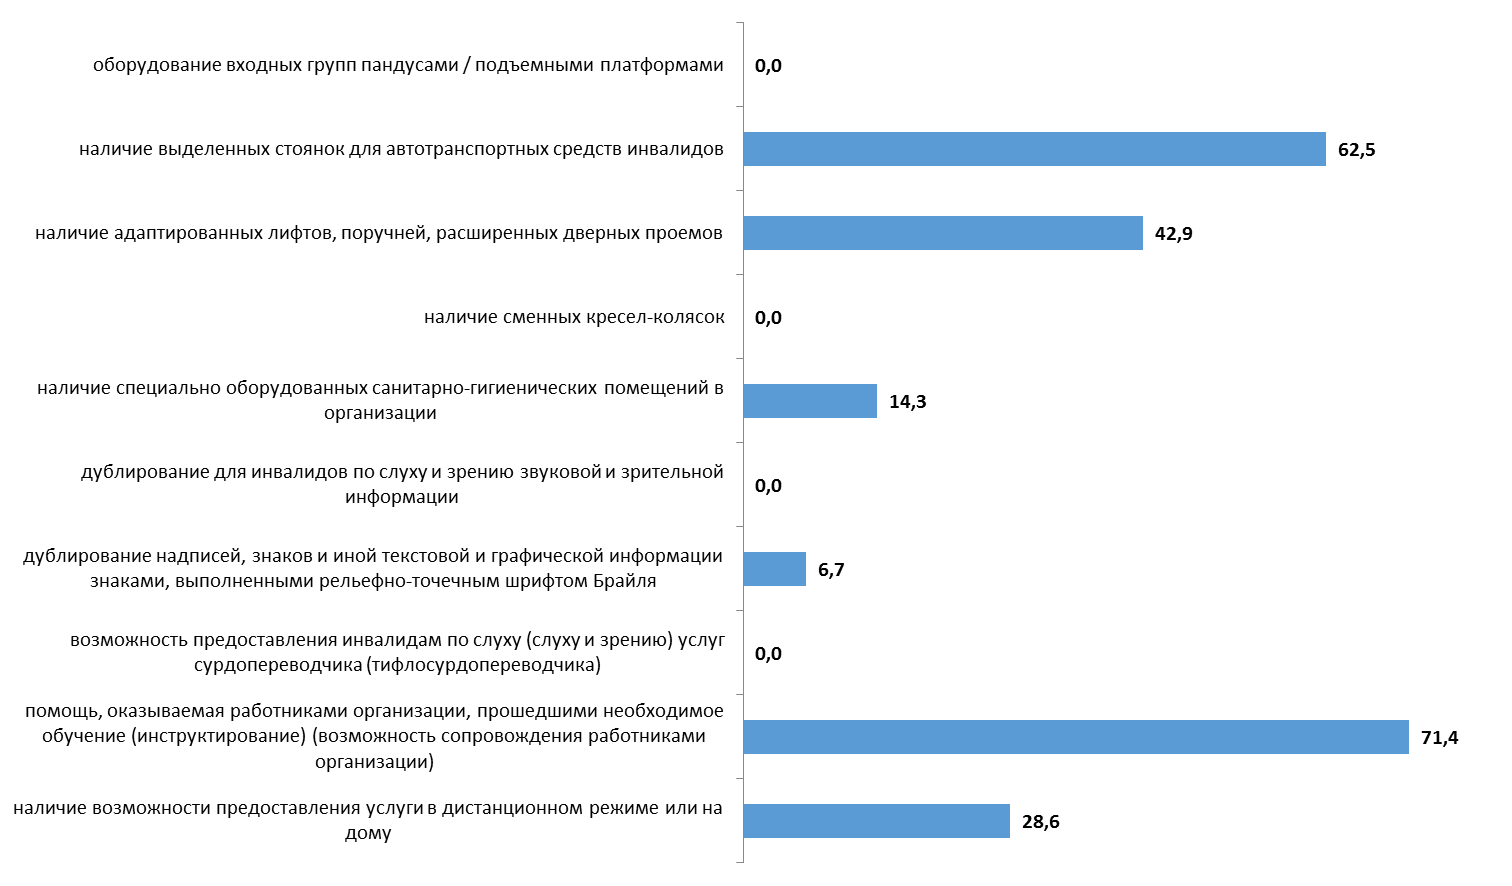 оборудование входных групп пандусами / подъемными платформами
0,0
наличие выделенных стоянок для автотранспортных средств инвалидов
62,5
наличие адаптированных лифтов, поручней, расширенных дверных проемов
42,9
наличие сменных кресел-колясок
0,0
наличие специально оборудованных санитарно-гигиенических помещений в
организации
14,3
дублирование для инвалидов по слуху и зрению звуковой и зрительной
информации
0,0
дублирование надписей, знаков и иной текстовой и графической информации
знаками, выполненными рельефно-точечным шрифтом Брайля
6,7
возможность предоставления инвалидам по слуху (слуху и зрению) услуг
сурдопереводчика (тифлосурдопереводчика)
0,0
помощь, оказываемая работниками организации, прошедшими необходимое
обучение (инструктирование) (возможность сопровождения работниками
организации)
71,4
наличие возможности предоставления услуги в дистанционном режиме или на
дому
28,6